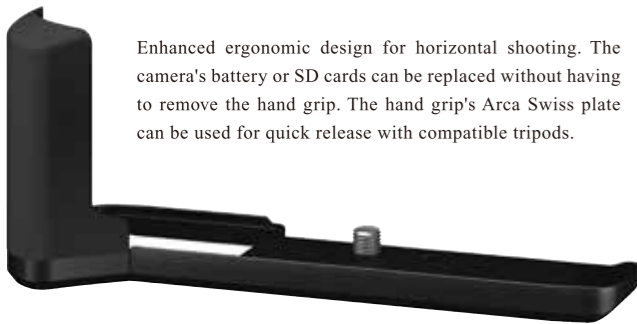 Enhanced ergonomic design for horizontal shooting. The
camera's battery or SD cards can be replaced without having
to remove the hand grip. The hand grip's Arca Swiss plate
can be used for quick release with compatible tripods.